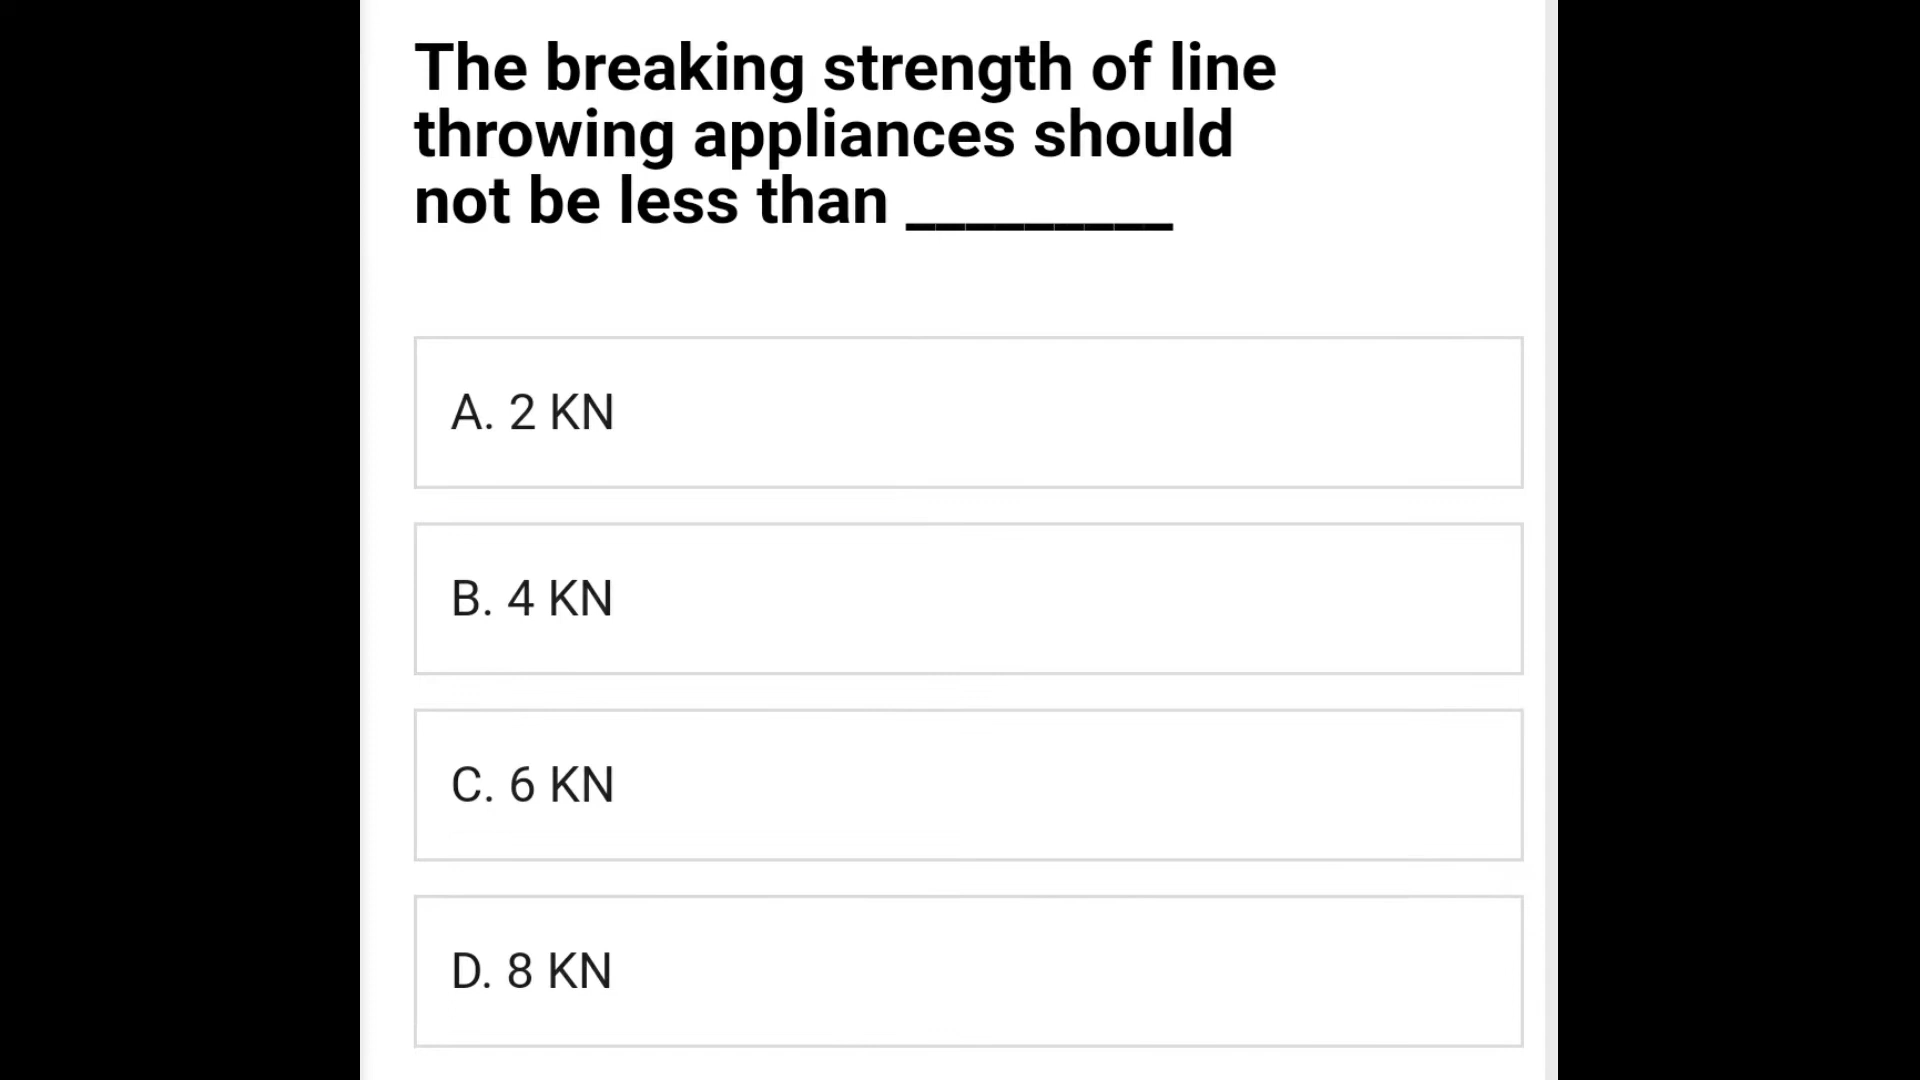 The breaking strength of line
throwing appliances should
not be less than _________
A. 2 KN
B. 4 KN
C. 6 KN
D. 8 KN